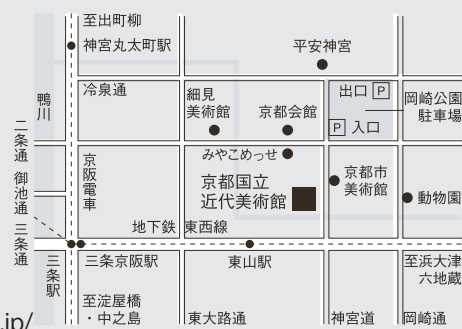 至出町柳
神宮丸太町駅
平安神宮
冷泉通
細見
美術館
京都会館
出口 P
P 入口
岡崎公園
駐車場
鴨川
二条通
御池通
三条通
京阪電車
みやこめっせ
京都国立
近代美術館
京都市
美術館
動物園
地下鉄 東西線
三条駅
三条京阪駅
東山駅
至浜大津
六地蔵
至淀屋橋
・中之島
東大路通
神宮道
岡崎通
.jp/